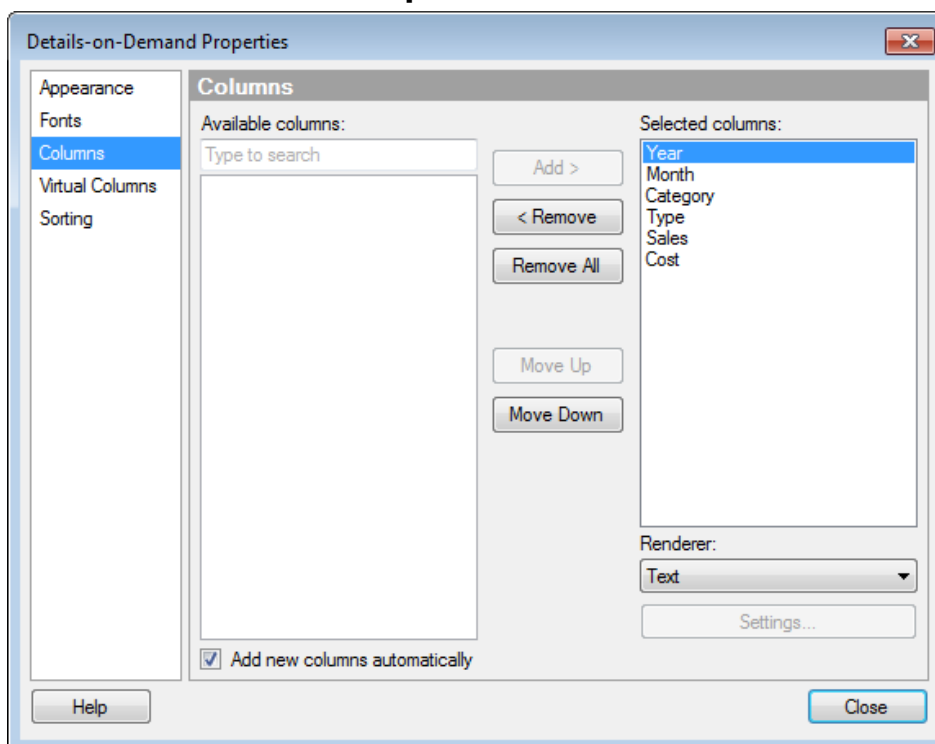 Details-on-Demand Properties
Appearance
Fonts
Columns
Virtual Columns
Sorting
Columns
Available columns:
Type to search
Add >
< Remove
Remove All
Move Up
Move Down
Selected columns:
Year
Month
Category
Type
Sales
Cost
Renderer:
Text
Settings...
Add new columns automatically
Help
Close